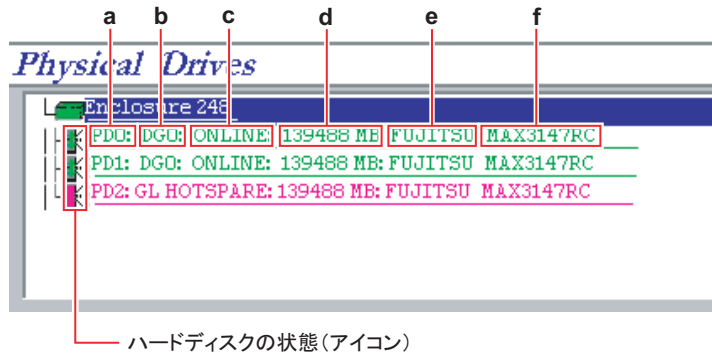 a b c d e f
Physical Drives
Enclosure 248
PD0: DG0: ONLINE: 139488 MB FUJITSU MAX3147RC
PD1: DG0: ONLINE: 139488 MB: FUJITSU MAX3147RC
PD2: GL HOTSPARE: 139488 MB: FUJITSU MAX3147RC
ハードディスクの状態（アイコン）